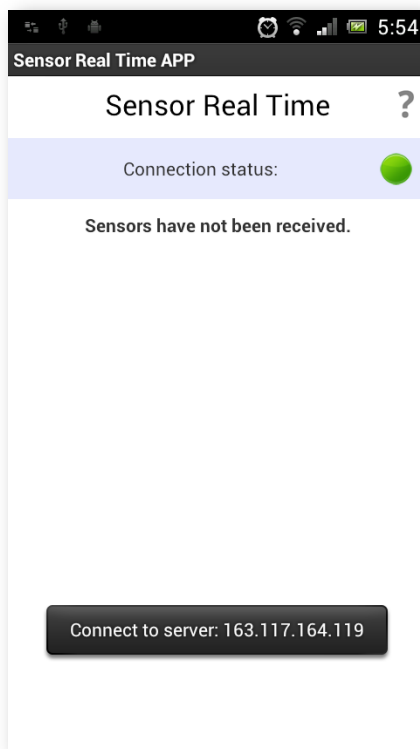 5:54
Sensor Real Time APP
Sensor Real Time ?
Connection status:
Sensors have not been received.
Connect to server: 163.117.164.119